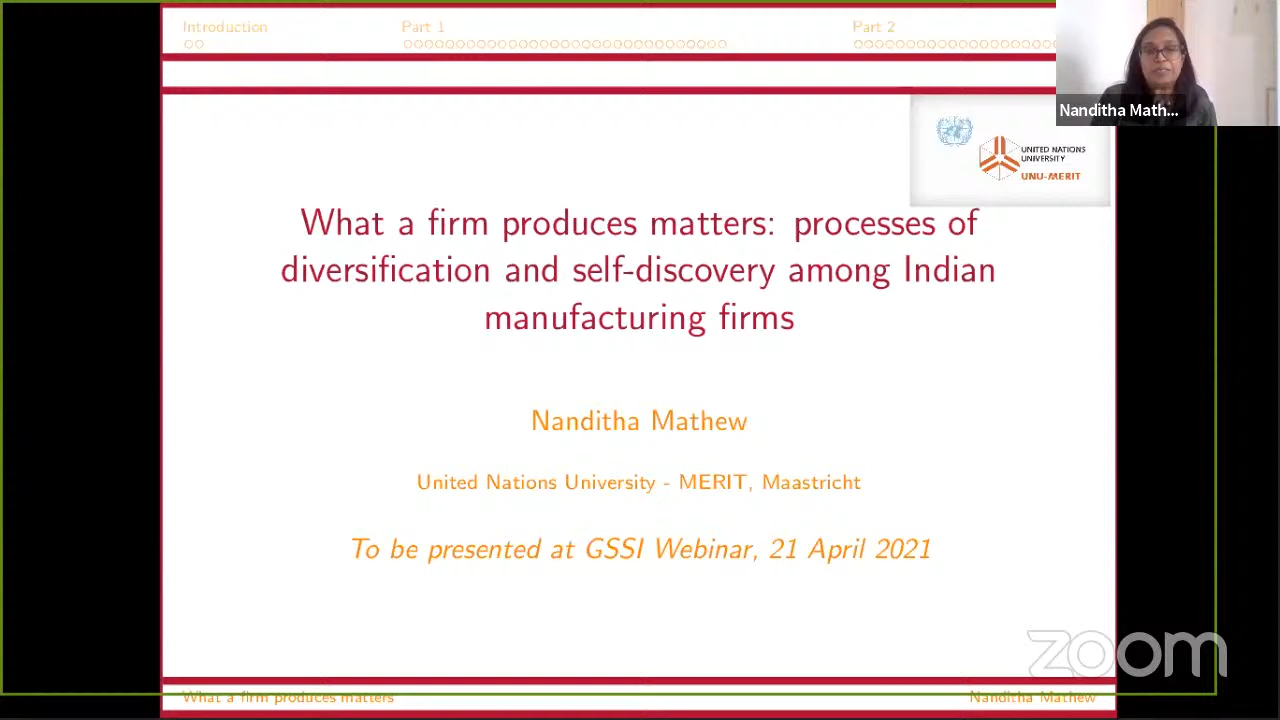 Introduction
Part 1
Part 2
Nanditha Math...
UNITED NATIONS
UNIVERSITY
UNU-MERIT
What a firm produces matters: processes of
diversification and self-discovery among Indian
manufacturing firms
Nanditha Mathew
United Nations University - MERIT, Maastricht
To be presented at GSSI Webinar, 21 April 2021
zoom
What a firm produces matters
Nanditha Mathew